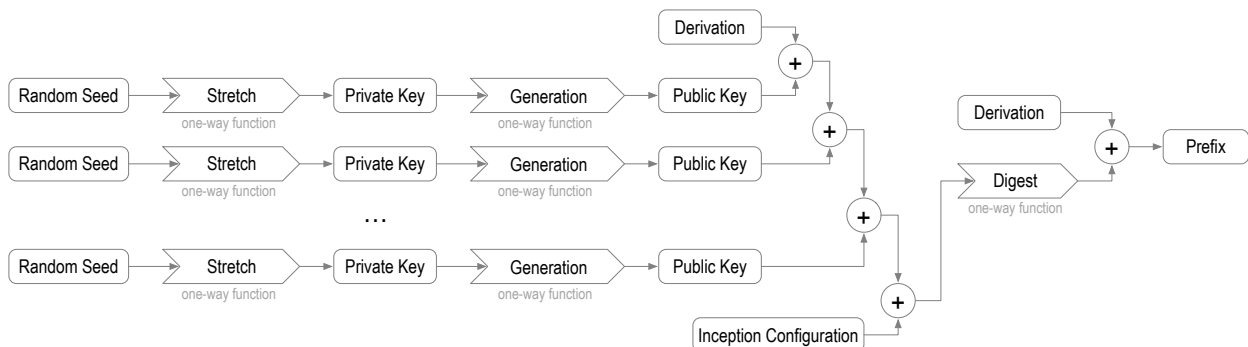 Derivation
+
Random Seed Stretch Private Key Generation Public Key
one-way function one-way function
Derivation
+
+
Prefix
Random Seed Stretch Private Key Generation Public Key
one-way function one-way function
Digest
one-way function
...
+
Random Seed Stretch Private Key Generation Public Key
one-way function one-way function
+
Inception Configuration